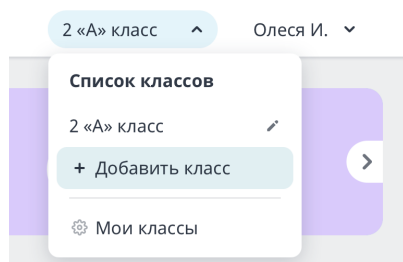 2 «А» класс
Олеся И.
Список классов
2 «А» класс
+ Добавить класс
Мои классы